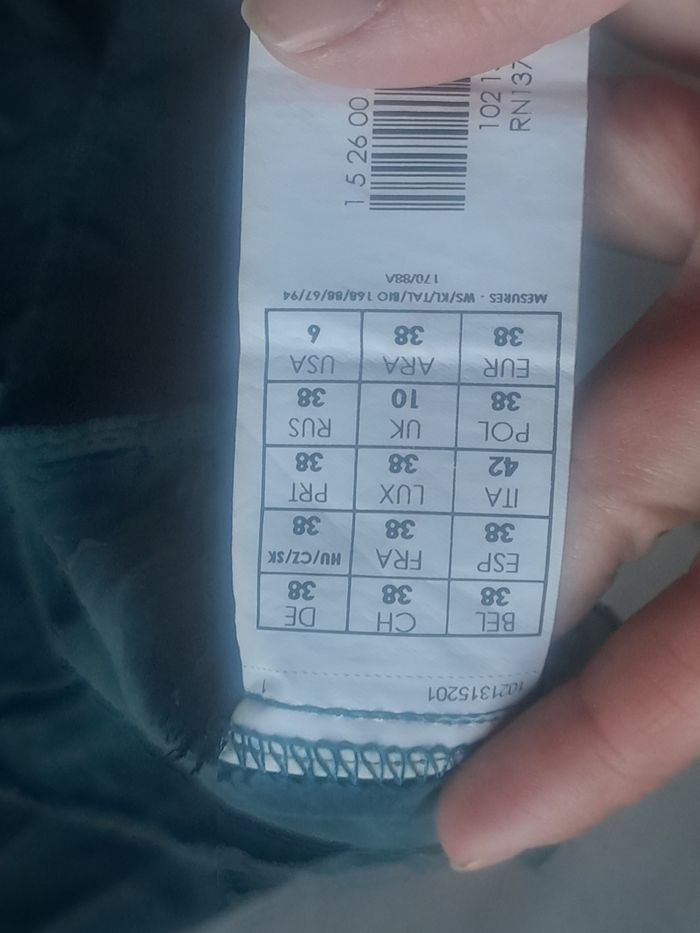 1021315201 1
BEL CH DE
38 38 38
ESP FRA HU/CZ/SK
38 38 38
ITA LUX PRT
42 38 38
POL UK RUS
38 10 38
EUR ARA USA
38 38 6
MESURES - WS/KL/TAL/BIO 168/88/67/94
170/88A
1 5 26 00